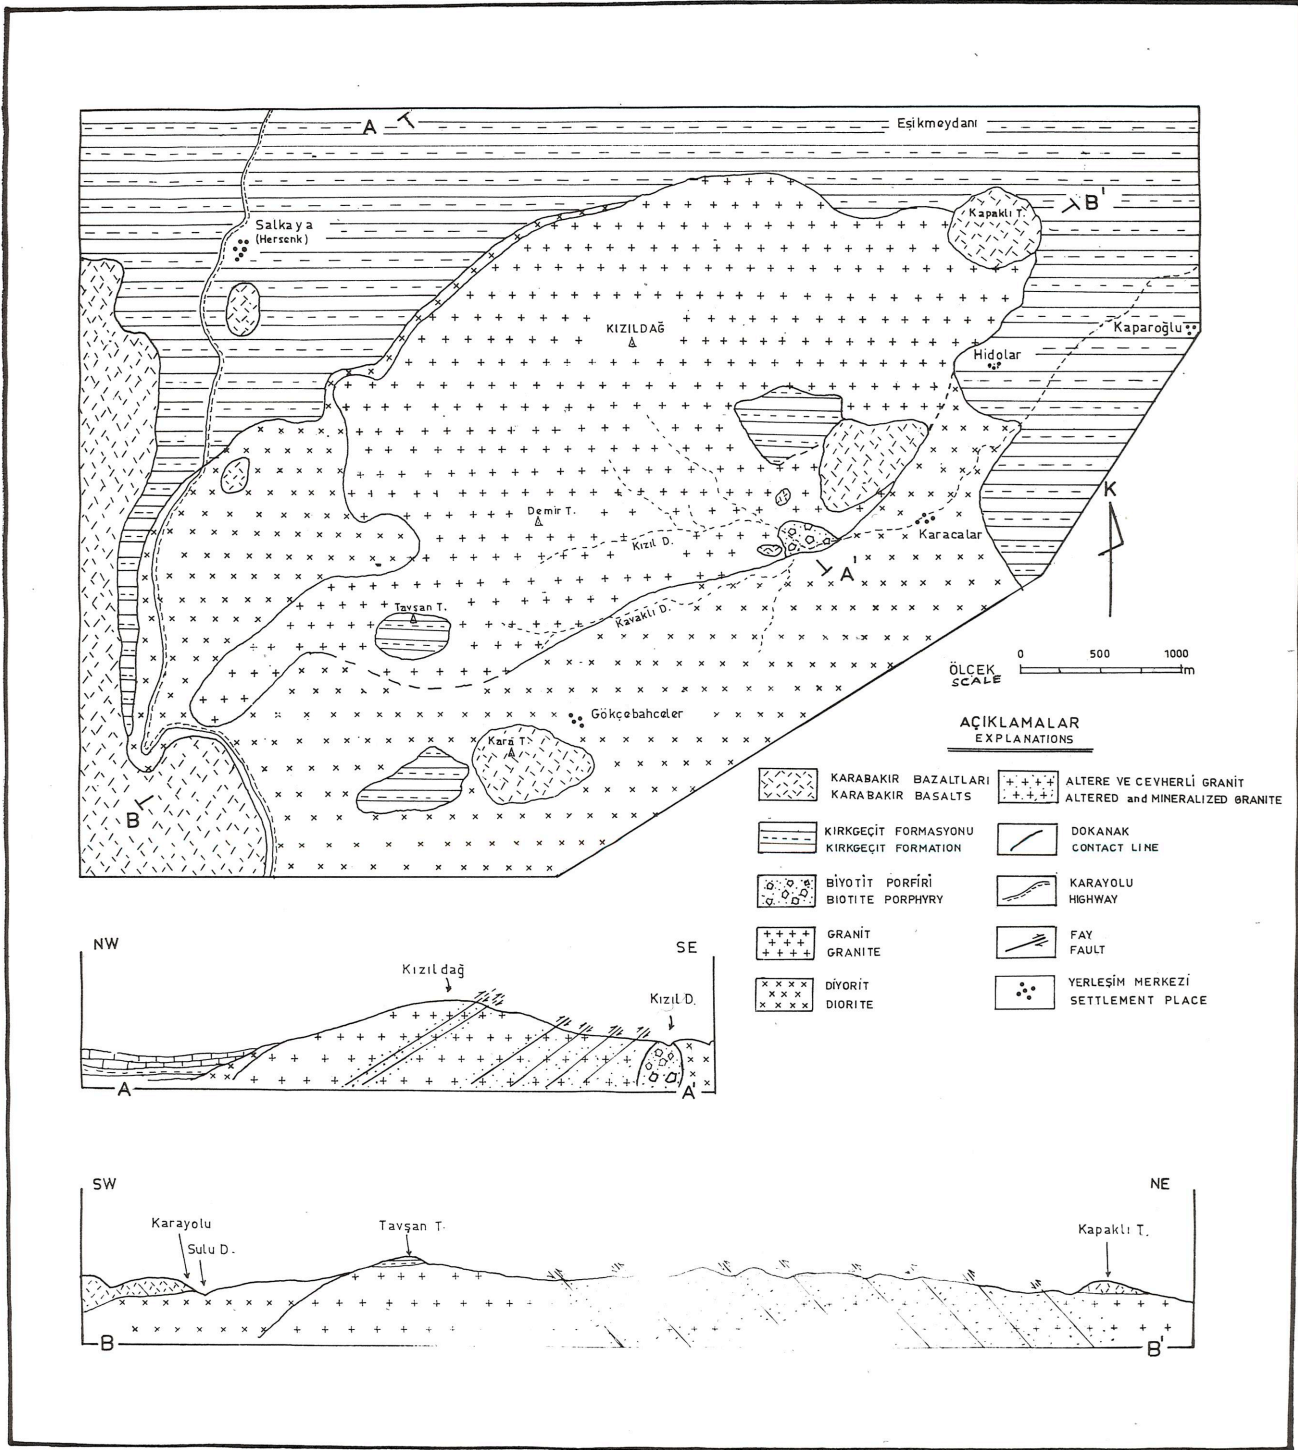 A
Eşikmeydanı
B'
Kapaklı T.
Salkaya
(Hersenk)
KIZILDAĞ
Kaparoğlu
Hidolar
K
Demir T.
Kızıl D.
Karacalar
A'
Tavşan T.
Kavaklı D.
ÖLÇEK
SCALE
0 500 1000
m
Gökçebahceler
Kara T.
B
AÇIKLAMALAR
EXPLANATIONS
KARABAKIR BAZALTLARI
KARABAKIR BASALTS
KIRKGEÇİT FORMASYONU
KIRKGEÇİT FORMATION
BİYOTİT PORFİRİ
BIOTITE PORPHYRY
GRANİT
GRANITE
DİYORİT
DIORITE
ALTERE VE CEVHERLİ GRANİT
ALTERED and MINERALIZED GRANITE
DOKANAK
CONTACT LINE
KARAYOLU
HIGHWAY
FAY
FAULT
YERLEŞİM MERKEZİ
SETTLEMENT PLACE
NW
SE
Kızıldağ
Kızıl D.
A
A'
SW
NE
Karayolu
Sulu D.
Tavşan T.
Kapaklı T.
B
B'